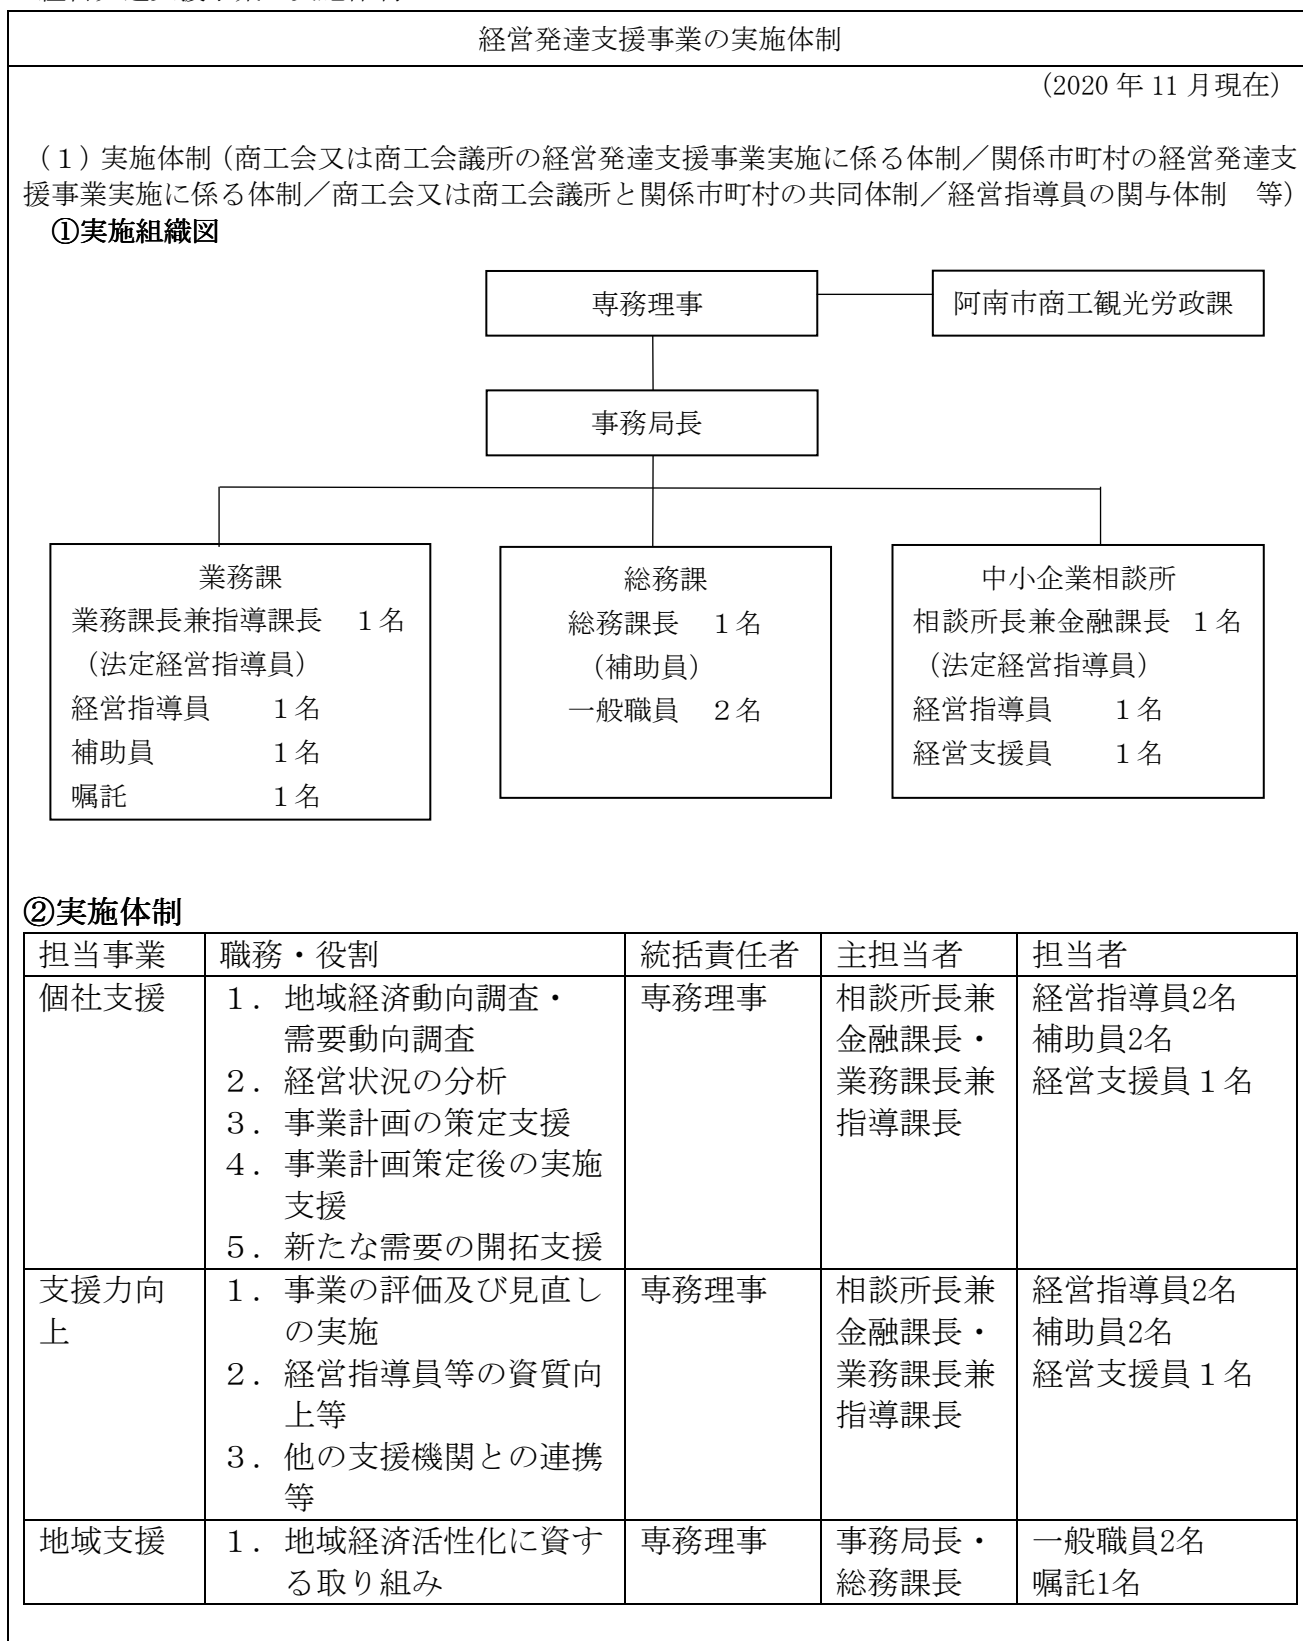 経営発達支援事業の実施体制
（2020 年 11 月現在）
（１）実施体制（商工会又は商工会議所の経営発達支援事業実施に係る体制／関係市町村の経営発達支
援事業実施に係る体制／商工会又は商工会議所と関係市町村の共同体制／経営指導員の関与体制　等）
①実施組織図
専務理事
阿南市商工観光労政課
事務局長
業務課
業務課長兼指導課長　１名
（法定経営指導員）
経営指導員　　１名
補助員　　　　１名
嘱託　　　　　１名
総務課
総務課長　１名
（補助員）
一般職員　２名
中小企業相談所
相談所長兼金融課長　１名
（法定経営指導員）
経営指導員　　１名
経営支援員　　１名
②実施体制
担当事業　職務・役割　統括責任者　主担当者　担当者
個社支援
１．地域経済動向調査・
需要動向調査
２．経営状況の分析
３．事業計画の策定支援
４．事業計画策定後の実施
支援
５．新たな需要の開拓支援
専務理事
相談所長兼
金融課長・
業務課長兼
指導課長
経営指導員2名
補助員2名
経営支援員１名
支援力向
上
１．事業の評価及び見直し
の実施
２．経営指導員等の資質向
上等
３．他の支援機関との連携
等
専務理事
相談所長兼
金融課長・
業務課長兼
指導課長
経営指導員2名
補助員2名
経営支援員１名
地域支援
１．地域経済活性化に資す
る取り組み
専務理事
事務局長・
総務課長
一般職員2名
嘱託1名